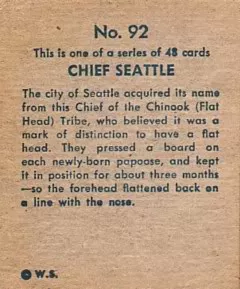 No. 92
This is one of a series of 48 cards
CHIEF SEATTLE
The city of Seattle acquired its name
from this Chief of the Chinook (Flat
Head) Tribe, who believed it was a
mark of distinction to have a flat
head. They pressed a board on
each newly-born papoose, and kept
it in position for about three months
—so the forehead flattened back on
a line with the nose.
W.S.